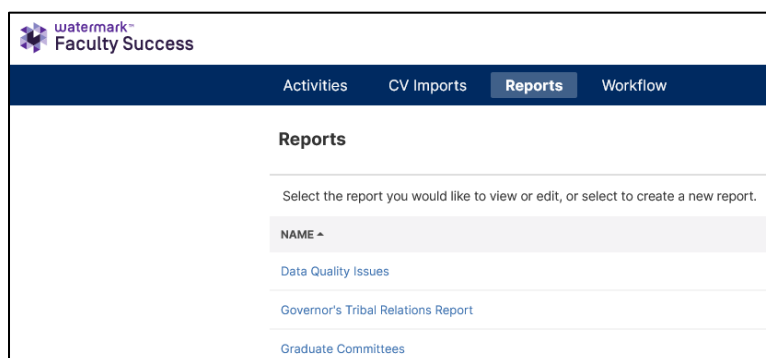 watermark™
Faculty Success
Activities CV Imports Reports Workflow
Reports
Select the report you would like to view or edit, or select to create a new report.
NAME
Data Quality Issues
Governor's Tribal Relations Report
Graduate Committees